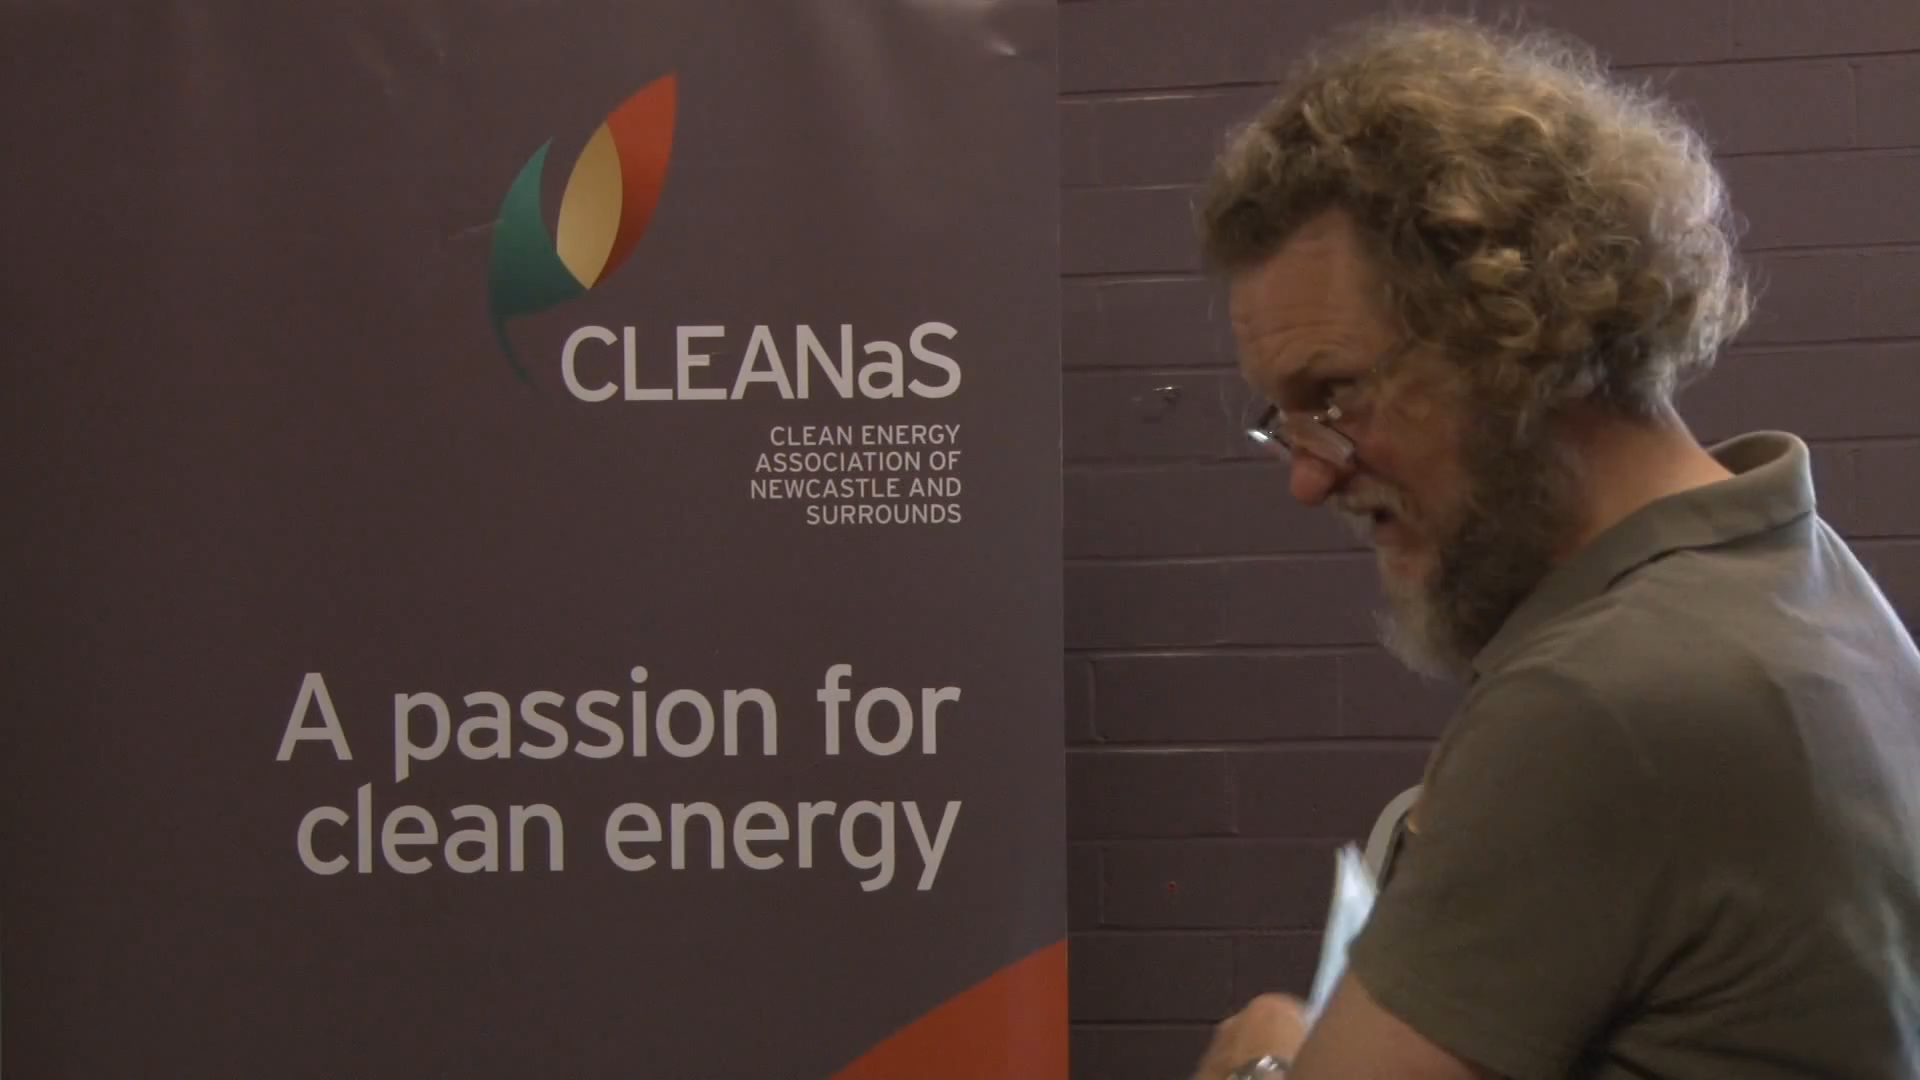 CLEANaS
CLEAN ENERGY
ASSOCIATION OF
NEWCASTLE AND
SURROUNDS
A passion for
clean energy